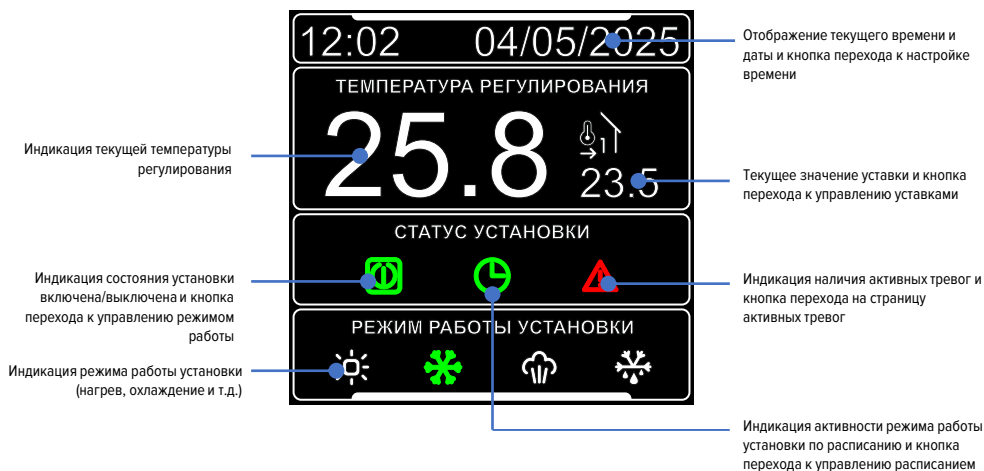 12:02 04/05/2025
ТЕМПЕРАТУРА РЕГУЛИРОВАНИЯ
25.8
1
23.5
СТАТУС УСТАНОВКИ
РЕЖИМ РАБОТЫ УСТАНОВКИ
Индикация текущей температуры
регулирования
Индикация состояния установки
включена/выключена и кнопка
перехода к управлению режимом
работы
Индикация режима работы установки
(нагрев, охлаждение и т.д.)
Отображение текущего времени и
даты и кнопка перехода к настройке
времени
Текущее значение уставки и кнопка
перехода к управлению уставками
Индикация наличия активных тревог и
кнопка перехода на страницу
активных тревог
Индикация активности режима работы
установки по расписанию и кнопка
перехода к управлению расписанием